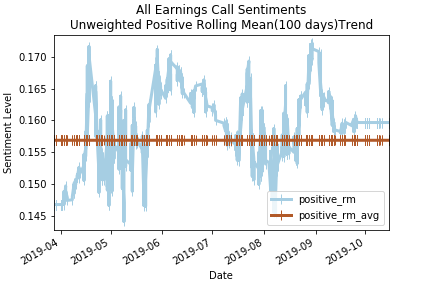 All Earnings Call Sentiments
Unweighted Positive Rolling Mean(100 days)Trend
Sentiment Level
0.170
0.165
0.160
0.155
0.150
0.145
positive_rm
positive_rm_avg
2019-04
2019-05
2019-06
2019-07
2019-08
2019-09
2019-10
Date